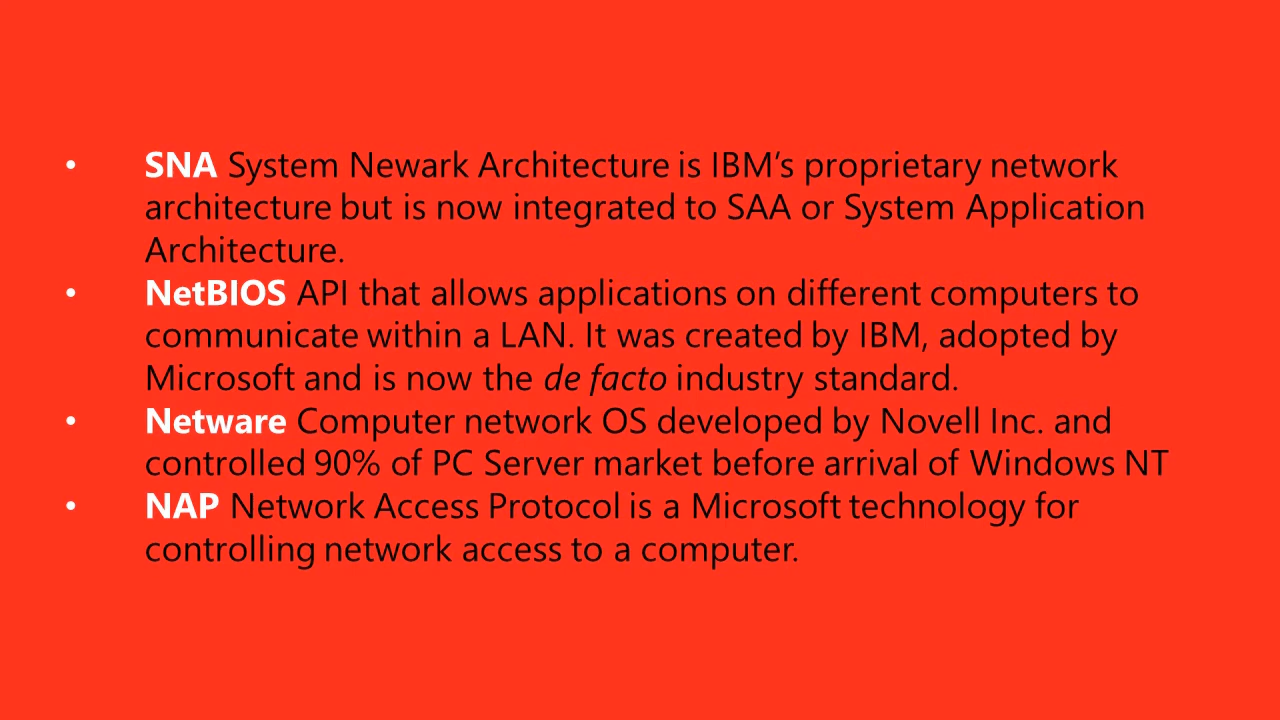 • SNA System Newark Architecture is IBM’s proprietary network
architecture but is now integrated to SAA or System Application
Architecture.
• NetBIOS API that allows applications on different computers to
communicate within a LAN. It was created by IBM, adopted by
Microsoft and is now the de facto industry standard.
• Netware Computer network OS developed by Novell Inc. and
controlled 90% of PC Server market before arrival of Windows NT
• NAP Network Access Protocol is a Microsoft technology for
controlling network access to a computer.